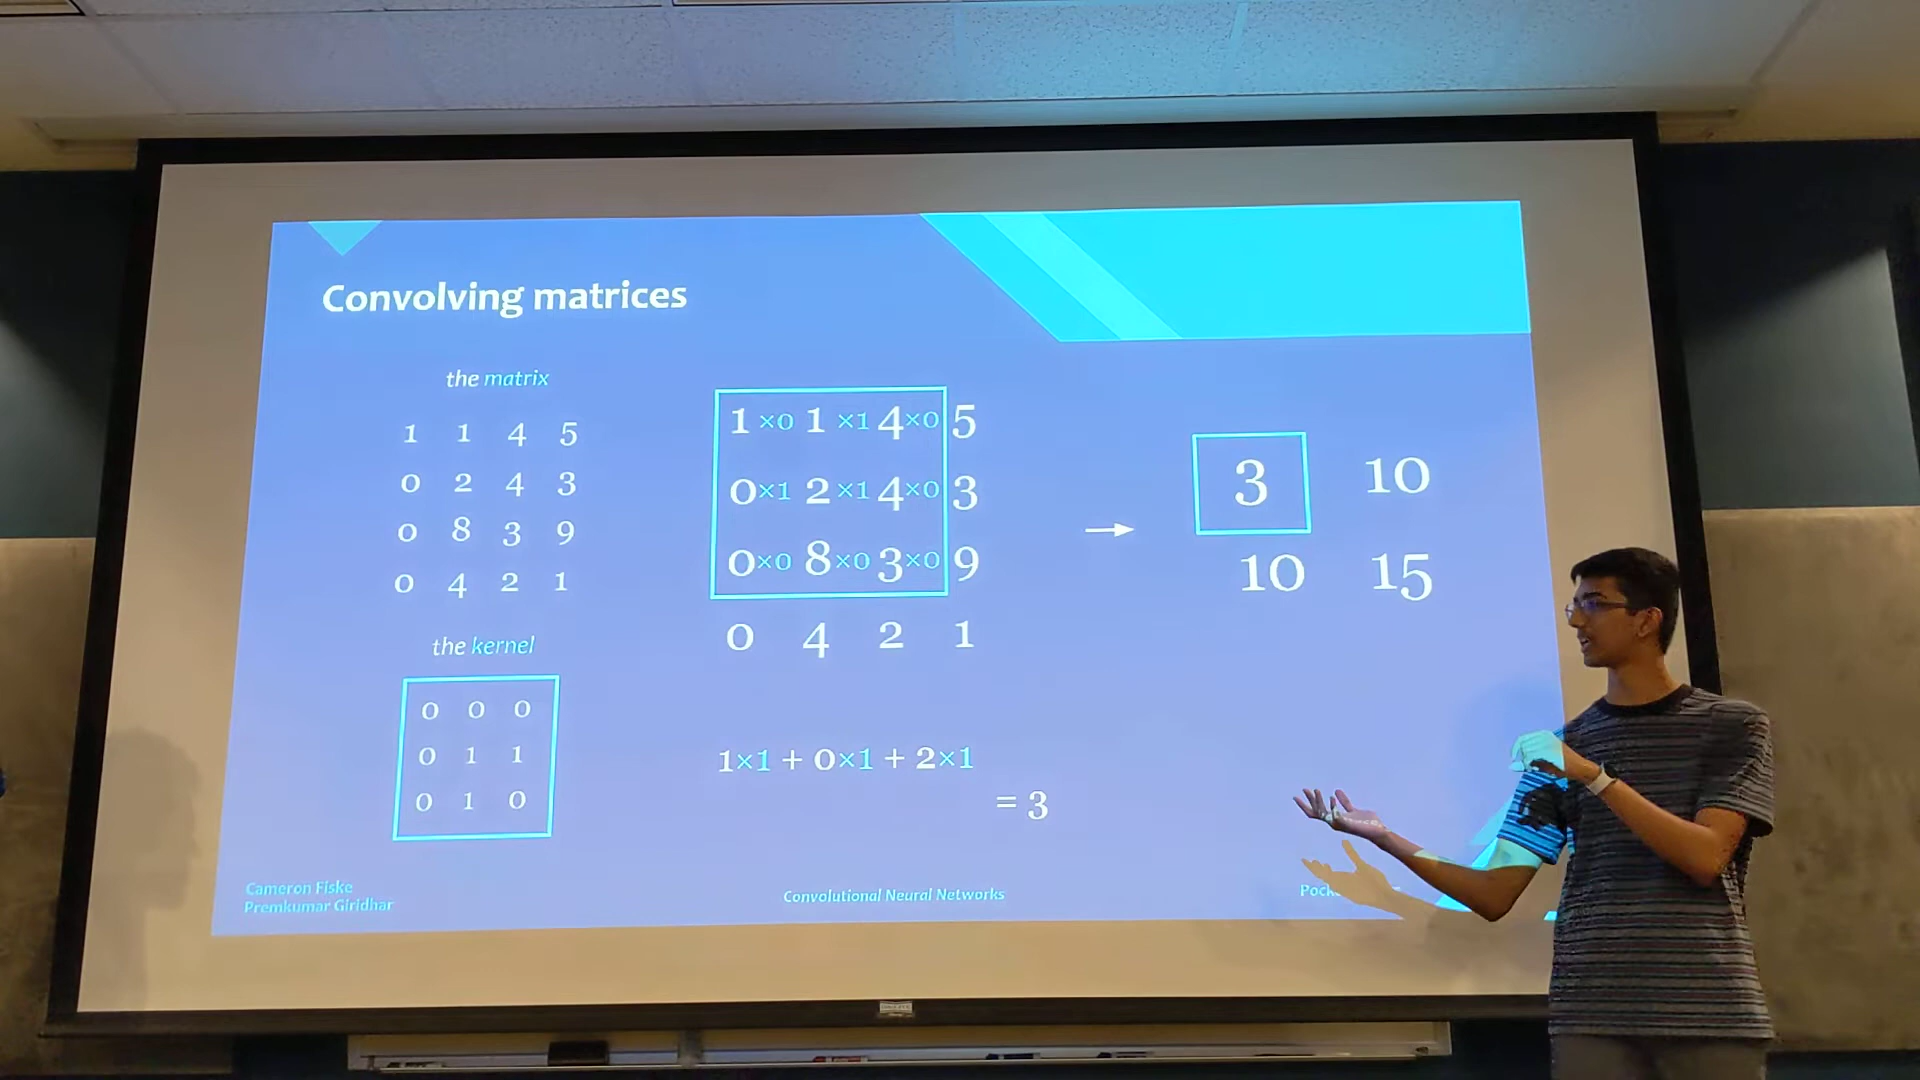 Convolving matrices
the matrix
1 1 4 5
0 2 4 3
0 8 3 9
0 4 2 1
the kernel
0 0 0
0 1 1
0 1 0
1 ×0 1 ×1 4 ×0 5
0 ×1 2 ×1 4 ×0 3
0 ×0 8 ×0 3 ×0 9
0 4 2 1
1×1 + 0×1 + 2×1
= 3
→
3 10
10 15
Cameron Fiske
Premkumar Giridhar
Convolutional Neural Networks